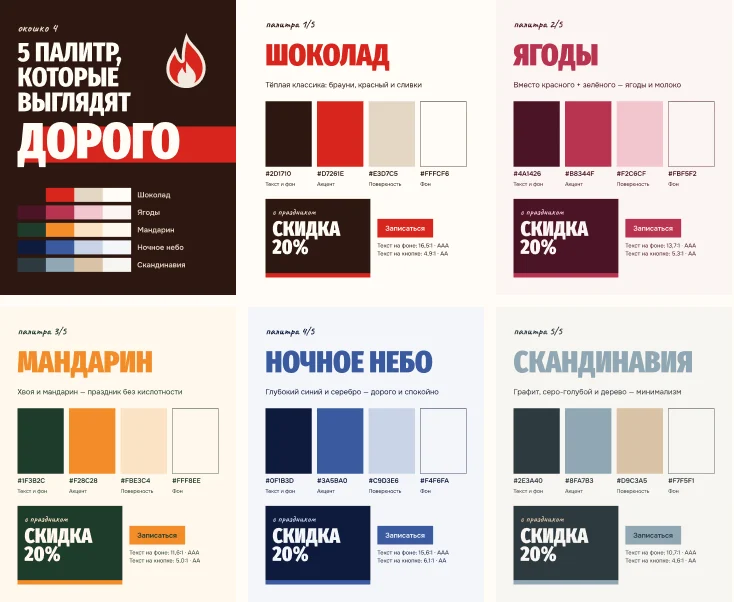 окошко 4
5 ПАЛИТР,
КОТОРЫЕ
ВЫГЛЯДЯТ
ДОРОГО
Шоколад
Ягоды
Мандарин
Ночное небо
Скандинавия
палитра 1/5
ШОКОЛАД
Тёплая классика: брауни, красный и сливки
#2D1710 #D7261E #E3D7C5 #FFFCF6
Текст и фон Акцент Поверхность Фон
с праздником
СКИДКА
20%
Записаться
Текст на фоне: 16,5:1 · AAA
Текст на кнопке: 4,9:1 · AA
палитра 2/5
ЯГОДЫ
Вместо красного + зелёного — ягоды и молоко
#4A1426 #B8344F #F2C6CF #FBF5F2
Текст и фон Акцент Поверхность Фон
с праздником
СКИДКА
20%
Записаться
Текст на фоне: 13,7:1 · AAA
Текст на кнопке: 5,3:1 · AA
палитра 3/5
МАНДАРИН
Хвоя и мандарин — праздник без кислотности
#1F3B2C #F28C28 #FBE3C4 #FFF8EE
Текст и фон Акцент Поверхность Фон
с праздником
СКИДКА
20%
Записаться
Текст на фоне: 11,6:1 · AAA
Текст на кнопке: 5,0:1 · AA
палитра 4/5
НОЧНОЕ НЕБО
Глубокий синий и серебро — дорого и спокойно
#0F1B3D #3A5BA0 #C9D3E6 #F4F6FA
Текст и фон Акцент Поверхность Фон
с праздником
СКИДКА
20%
Записаться
Текст на фоне: 15,6:1 · AAA
Текст на кнопке: 6,1:1 · AA
палитра 5/5
СКАНДИНАВИЯ
Графит, серо-голубой и дерево — минимализм
#2E3A40 #8FA7B3 #D9C3A5 #F7F5F1
Текст и фон Акцент Поверхность Фон
с праздником
СКИДКА
20%
Записаться
Текст на фоне: 10,7:1 · AAA
Текст на кнопке: 4,6:1 · AA